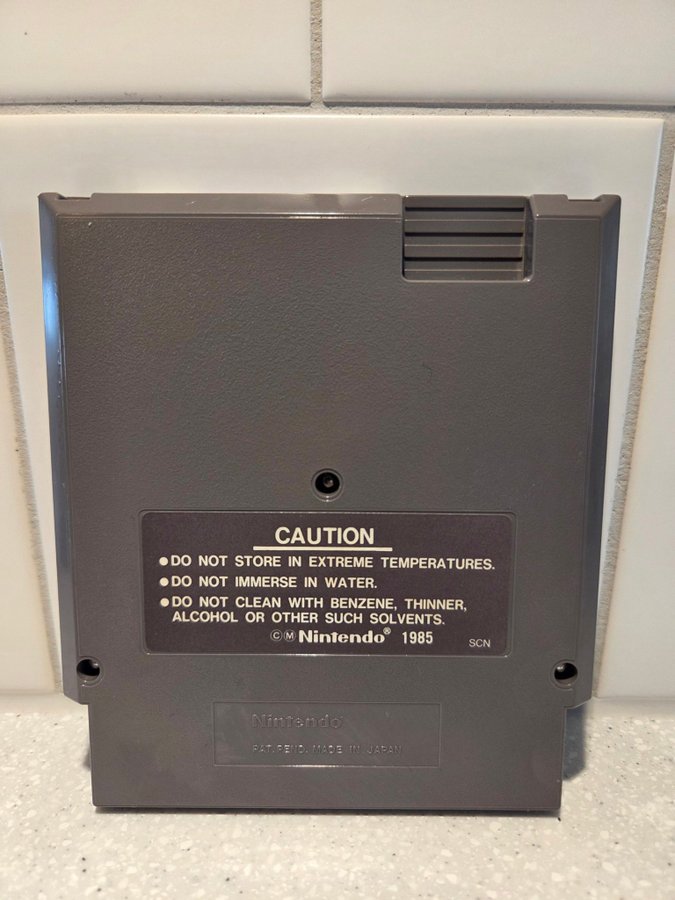 CAUTION
●DO NOT STORE IN EXTREME TEMPERATURES.
●DO NOT IMMERSE IN WATER.
●DO NOT CLEAN WITH BENZENE, THINNER,
ALCOHOL OR OTHER SUCH SOLVENTS.
©Ⓜ Nintendo® 1985 SCN
Nintendo®
PAT. PEND. MADE IN JAPAN